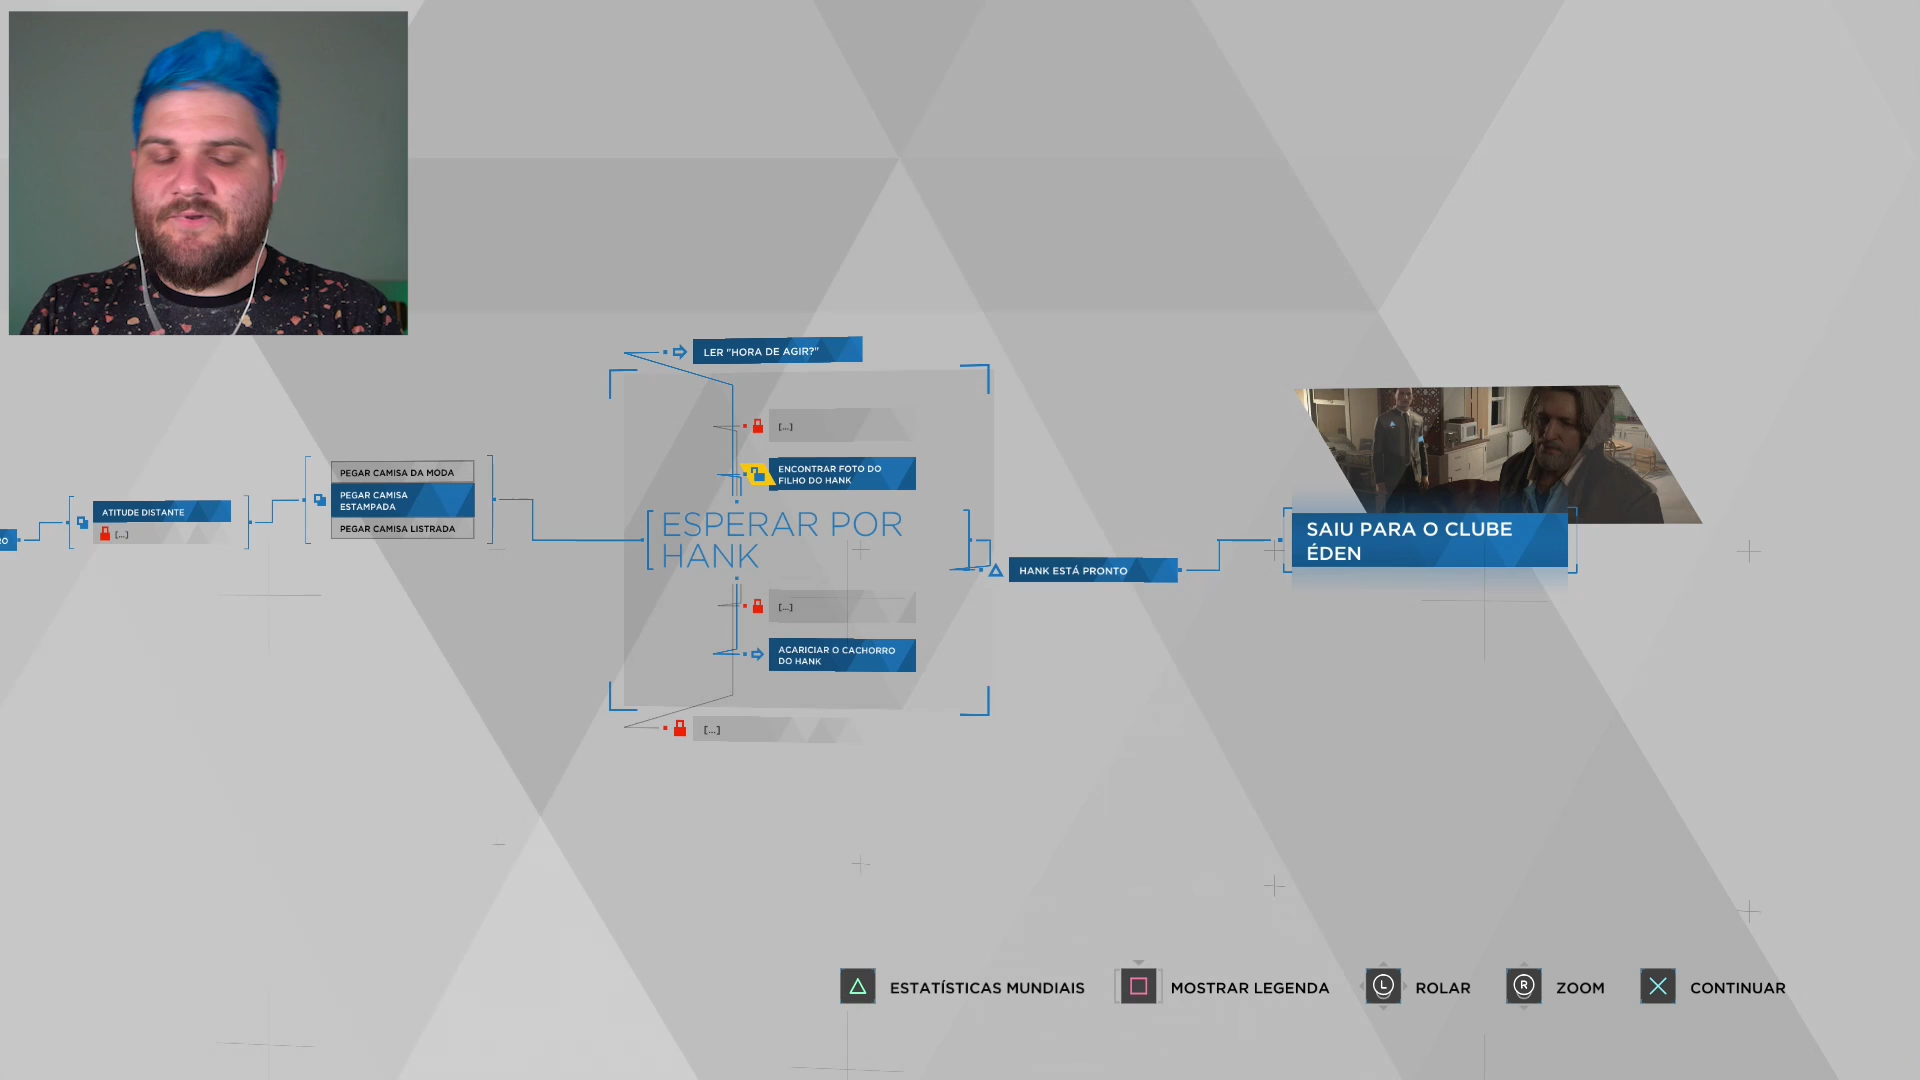 LER "HORA DE AGIR?"
[...]
ENCONTRAR FOTO DO
FILHO DO HANK
PEGAR CAMISA DA MODA
PEGAR CAMISA
ESTAMPADA
PEGAR CAMISA LISTRADA
ATITUDE DISTANTE
[...]
ESPERAR POR
HANK
HANK ESTÁ PRONTO
SAIU PARA O CLUBE
ÉDEN
[...]
ACARICIAR O CACHORRO
DO HANK
[...]
ESTATÍSTICAS MUNDIAIS
MOSTRAR LEGENDA
L
ROLAR
R
ZOOM
CONTINUAR